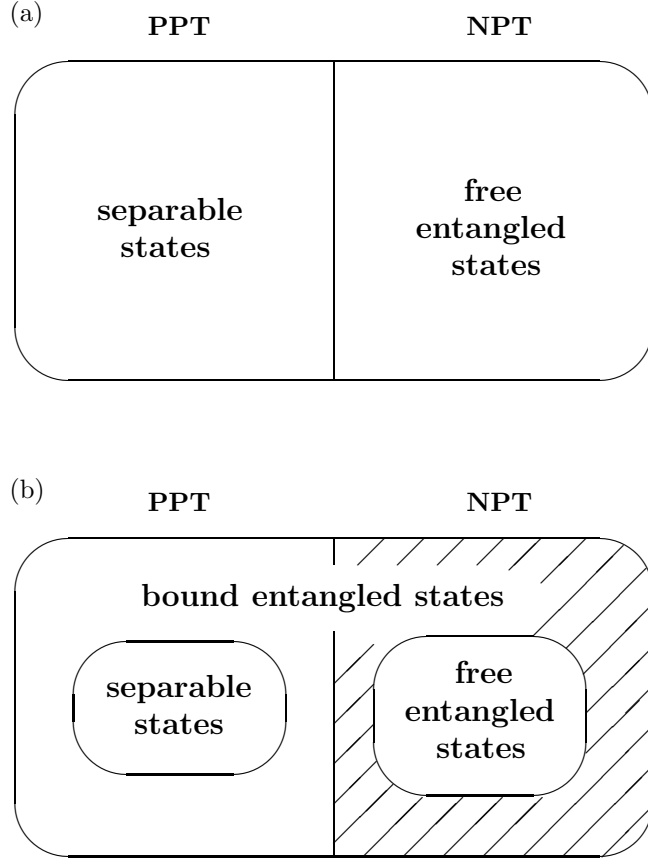 (a)
PPT NPT
separable
states
free
entangled
states
(b)
PPT NPT
bound entangled states
separable
states
free
entangled
states